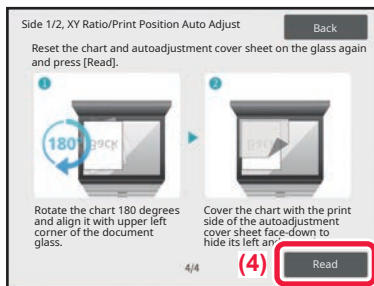 Side 1/2, XY Ratio/Print Position Auto Adjust
Back
Reset the chart and autoadjustment cover sheet on the glass again
and press [Read].
1
2
180°
Back
Rotate the chart 180 degrees
and align it with upper left
corner of the document
glass.
Cover the chart with the print
side of the autoadjustment
cover sheet face-down to
hide its left and
4/4
(4)
Read